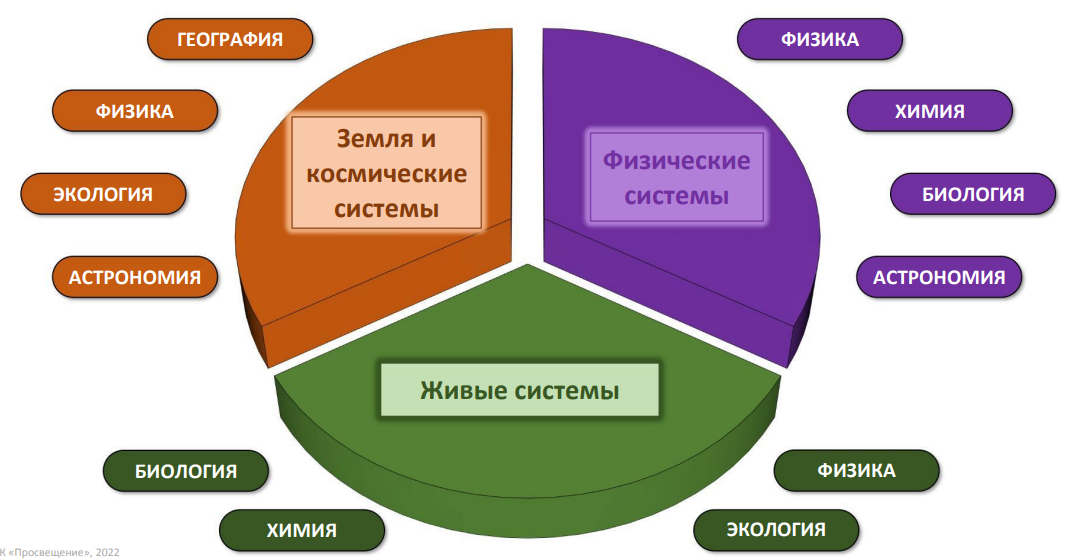 ГЕОГРАФИЯ
ФИЗИКА
ЭКОЛОГИЯ
АСТРОНОМИЯ
Земля и
космические
системы
Физические
системы
ФИЗИКА
ХИМИЯ
БИОЛОГИЯ
АСТРОНОМИЯ
Живые системы
БИОЛОГИЯ
ХИМИЯ
ФИЗИКА
ЭКОЛОГИЯ
К «Просвещение», 2022